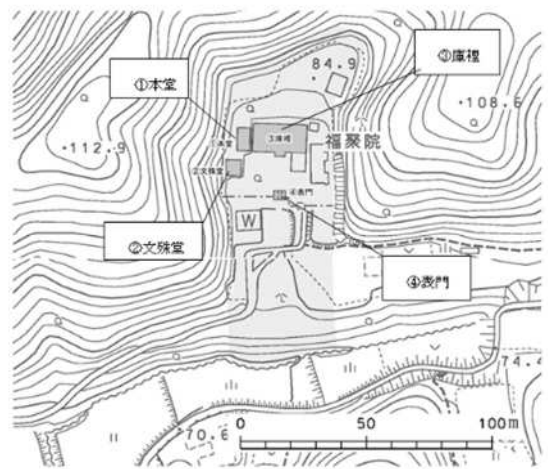 ③庫裡
84.9
①本堂
108.6
③庫裡
①本堂
福聚院
112.9
②文殊堂
④表門
W
②文殊堂
④表門
74.4
70.6
0 50 100m